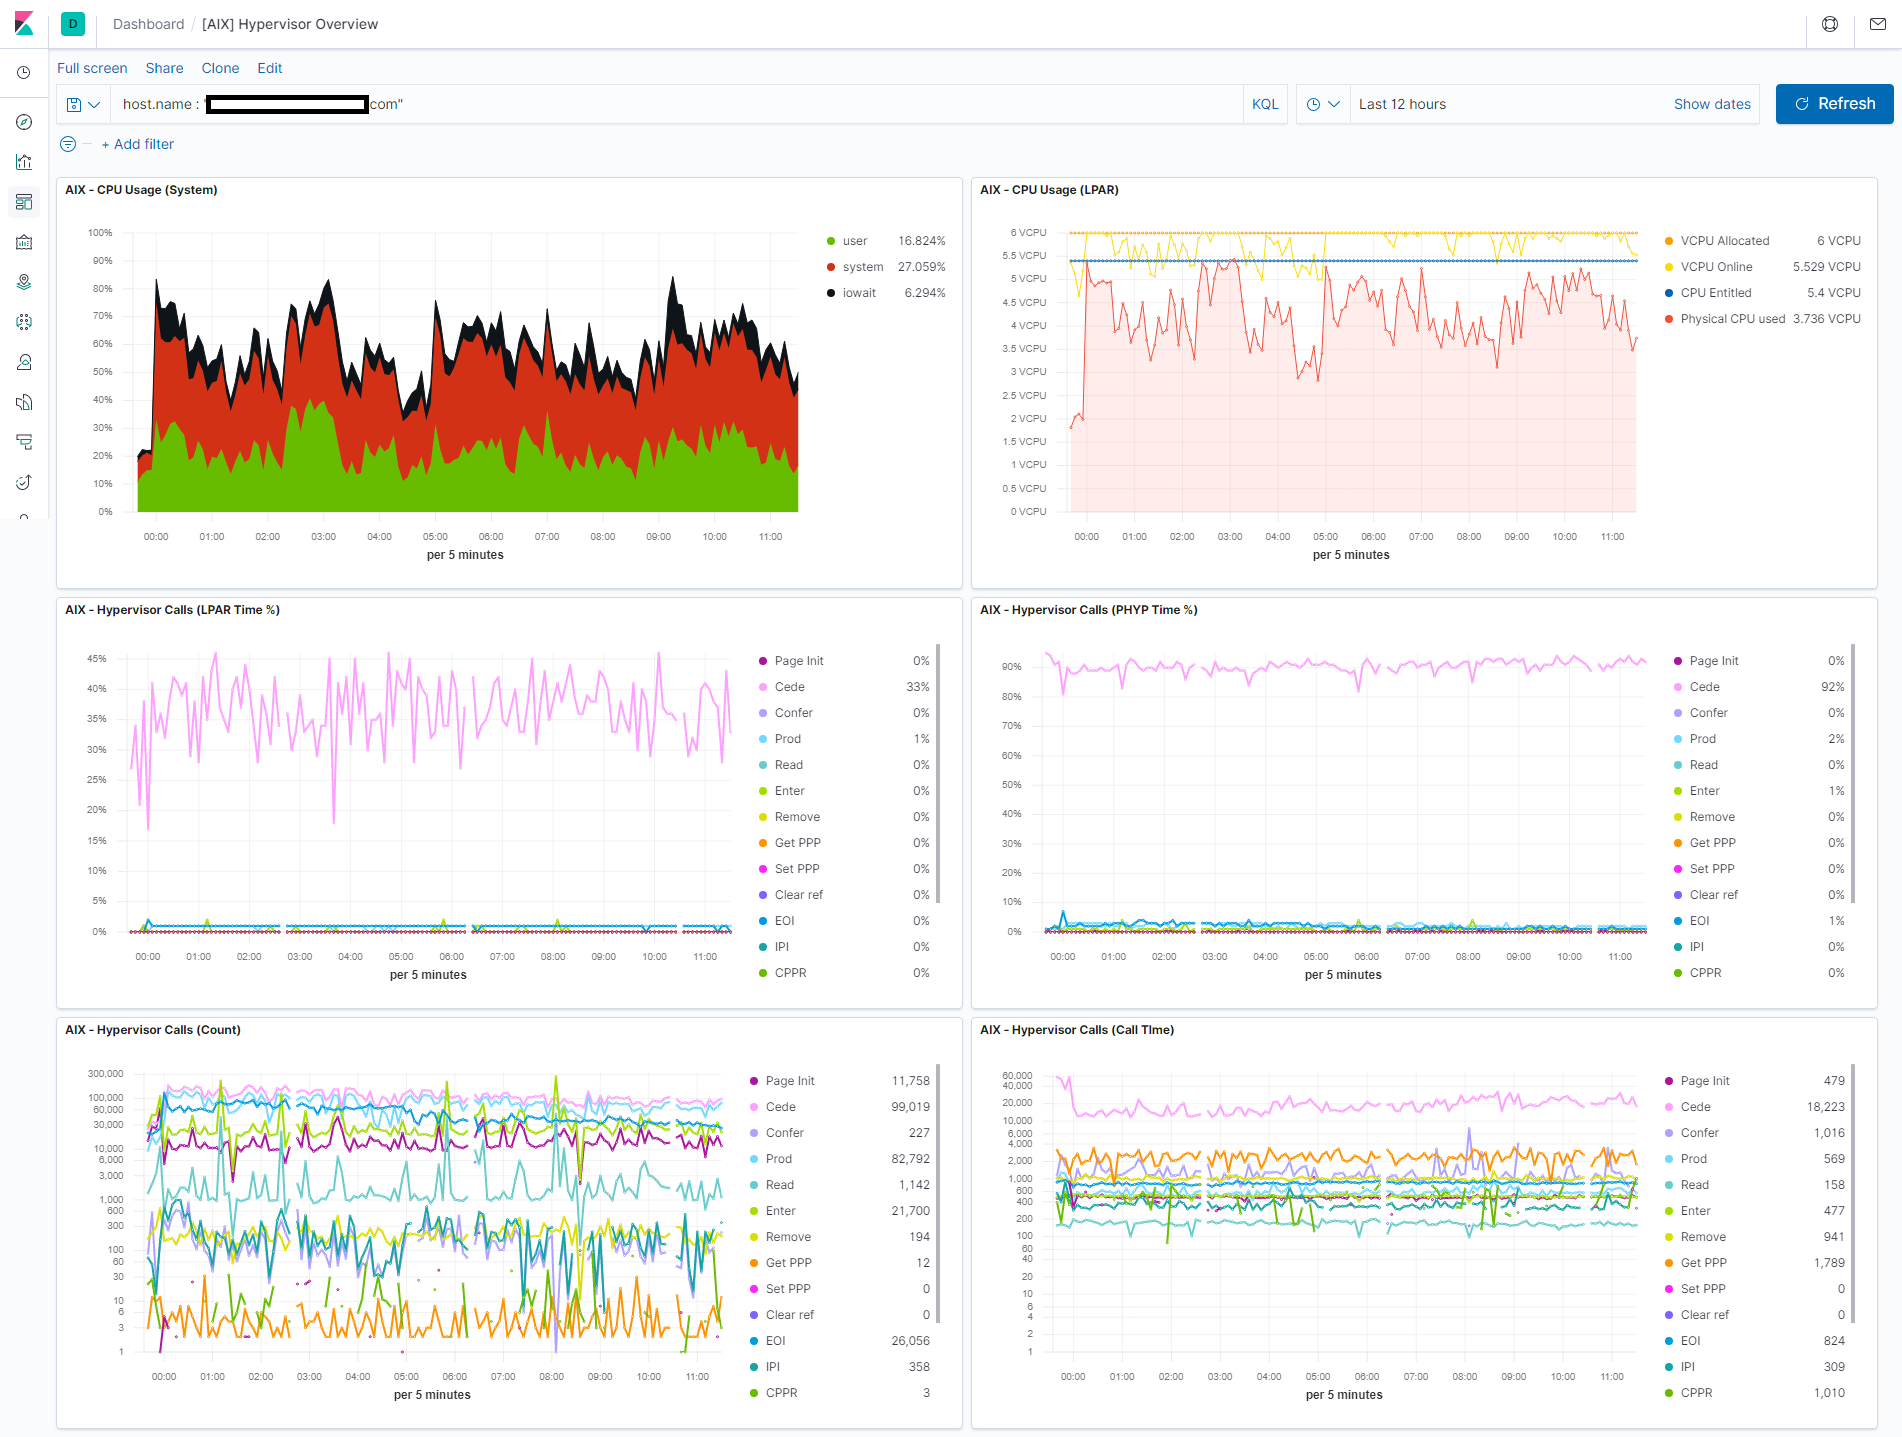 D Dashboard / [AIX] Hypervisor Overview
Full screen Share Clone Edit
host.name : " com" KQL Last 12 hours Show dates Refresh
+ Add filter
AIX - CPU Usage (System)
100%
90%
80%
70%
60%
50%
40%
30%
20%
10%
0%
00:00 01:00 02:00 03:00 04:00 05:00 06:00 07:00 08:00 09:00 10:00 11:00
per 5 minutes
user 16.824%
system 27.059%
iowait 6.294%
AIX - CPU Usage (LPAR)
6 VCPU
5.5 VCPU
5 VCPU
4.5 VCPU
4 VCPU
3.5 VCPU
3 VCPU
2.5 VCPU
2 VCPU
1.5 VCPU
1 VCPU
0.5 VCPU
0 VCPU
00:00 01:00 02:00 03:00 04:00 05:00 06:00 07:00 08:00 09:00 10:00 11:00
per 5 minutes
VCPU Allocated 6 VCPU
VCPU Online 5.529 VCPU
CPU Entitled 5.4 VCPU
Physical CPU used 3.736 VCPU
AIX - Hypervisor Calls (LPAR Time %)
45%
40%
35%
30%
25%
20%
15%
10%
5%
0%
00:00 01:00 02:00 03:00 04:00 05:00 06:00 07:00 08:00 09:00 10:00 11:00
per 5 minutes
Page Init 0%
Cede 33%
Confer 0%
Prod 1%
Read 0%
Enter 0%
Remove 0%
Get PPP 0%
Set PPP 0%
Clear ref 0%
EOI 0%
IPI 0%
CPPR 0%
AIX - Hypervisor Calls (PHYP Time %)
90%
80%
70%
60%
50%
40%
30%
20%
10%
0%
00:00 01:00 02:00 03:00 04:00 05:00 06:00 07:00 08:00 09:00 10:00 11:00
per 5 minutes
Page Init 0%
Cede 92%
Confer 0%
Prod 2%
Read 0%
Enter 1%
Remove 0%
Get PPP 0%
Set PPP 0%
Clear ref 0%
EOI 1%
IPI 0%
CPPR 0%
AIX - Hypervisor Calls (Count)
300,000
100,000
60,000
30,000
10,000
6,000
3,000
1,000
600
300
100
60
30
10
6
3
1
00:00 01:00 02:00 03:00 04:00 05:00 06:00 07:00 08:00 09:00 10:00 11:00
per 5 minutes
Page Init 11,758
Cede 99,019
Confer 227
Prod 82,792
Read 1,142
Enter 21,700
Remove 194
Get PPP 12
Set PPP 0
Clear ref 0
EOI 26,056
IPI 358
CPPR 3
AIX - Hypervisor Calls (Call TIme)
60,000
40,000
20,000
10,000
6,000
4,000
2,000
1,000
600
400
200
100
60
40
20
10
6
4
2
1
00:00 01:00 02:00 03:00 04:00 05:00 06:00 07:00 08:00 09:00 10:00 11:00
per 5 minutes
Page Init 479
Cede 18,223
Confer 1,016
Prod 569
Read 158
Enter 477
Remove 941
Get PPP 1,789
Set PPP 0
Clear ref 0
EOI 824
IPI 309
CPPR 1,010